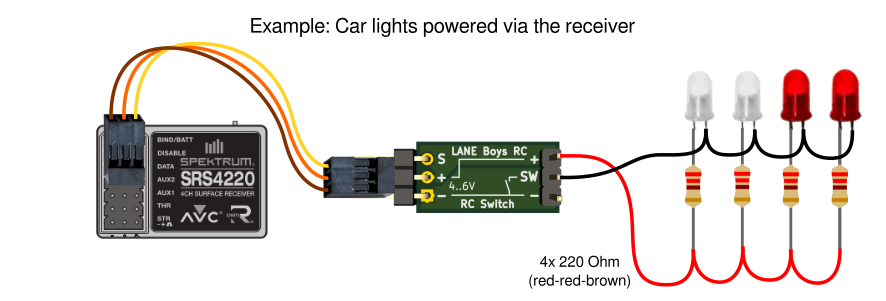 Example: Car lights powered via the receiver
BIND/BATT
DISABLE
DATA
AUX2
AUX1
THR
STR
SPEKTRUM
SRS4220
4CH SURFACE RECEIVER
AVC
R
LANE Boys RC
S
+
-
4..6V
+
SW
-
RC Switch
4x 220 Ohm
(red-red-brown)